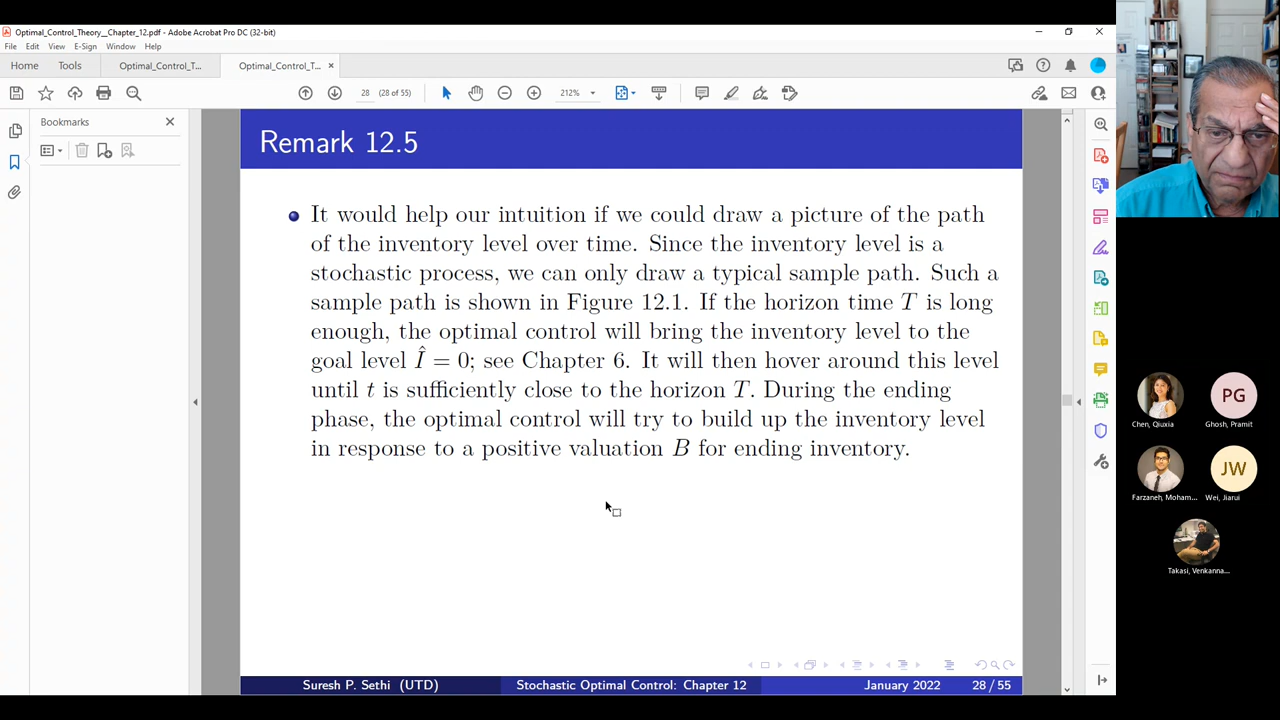 Optimal_Control_Theory__Chapter_12.pdf - Adobe Acrobat Pro DC (32-bit)
File Edit View E-Sign Window Help
Home Tools Optimal_Control_T... Optimal_Control_T... ×
28 (28 of 55) 212%
Bookmarks
Remark 12.5
It would help our intuition if we could draw a picture of the path
of the inventory level over time. Since the inventory level is a
stochastic process, we can only draw a typical sample path. Such a
sample path is shown in Figure 12.1. If the horizon time T is long
enough, the optimal control will bring the inventory level to the
goal level Î = 0; see Chapter 6. It will then hover around this level
until t is sufficiently close to the horizon T. During the ending
phase, the optimal control will try to build up the inventory level
in response to a positive valuation B for ending inventory.
Suresh P. Sethi (UTD) Stochastic Optimal Control: Chapter 12 January 2022 28 / 55
PG
Chen, Qiuxia Ghosh, Pramit
JW
Farzaneh, Moham... Wei, Jiarui
Takasi, Venkanna...